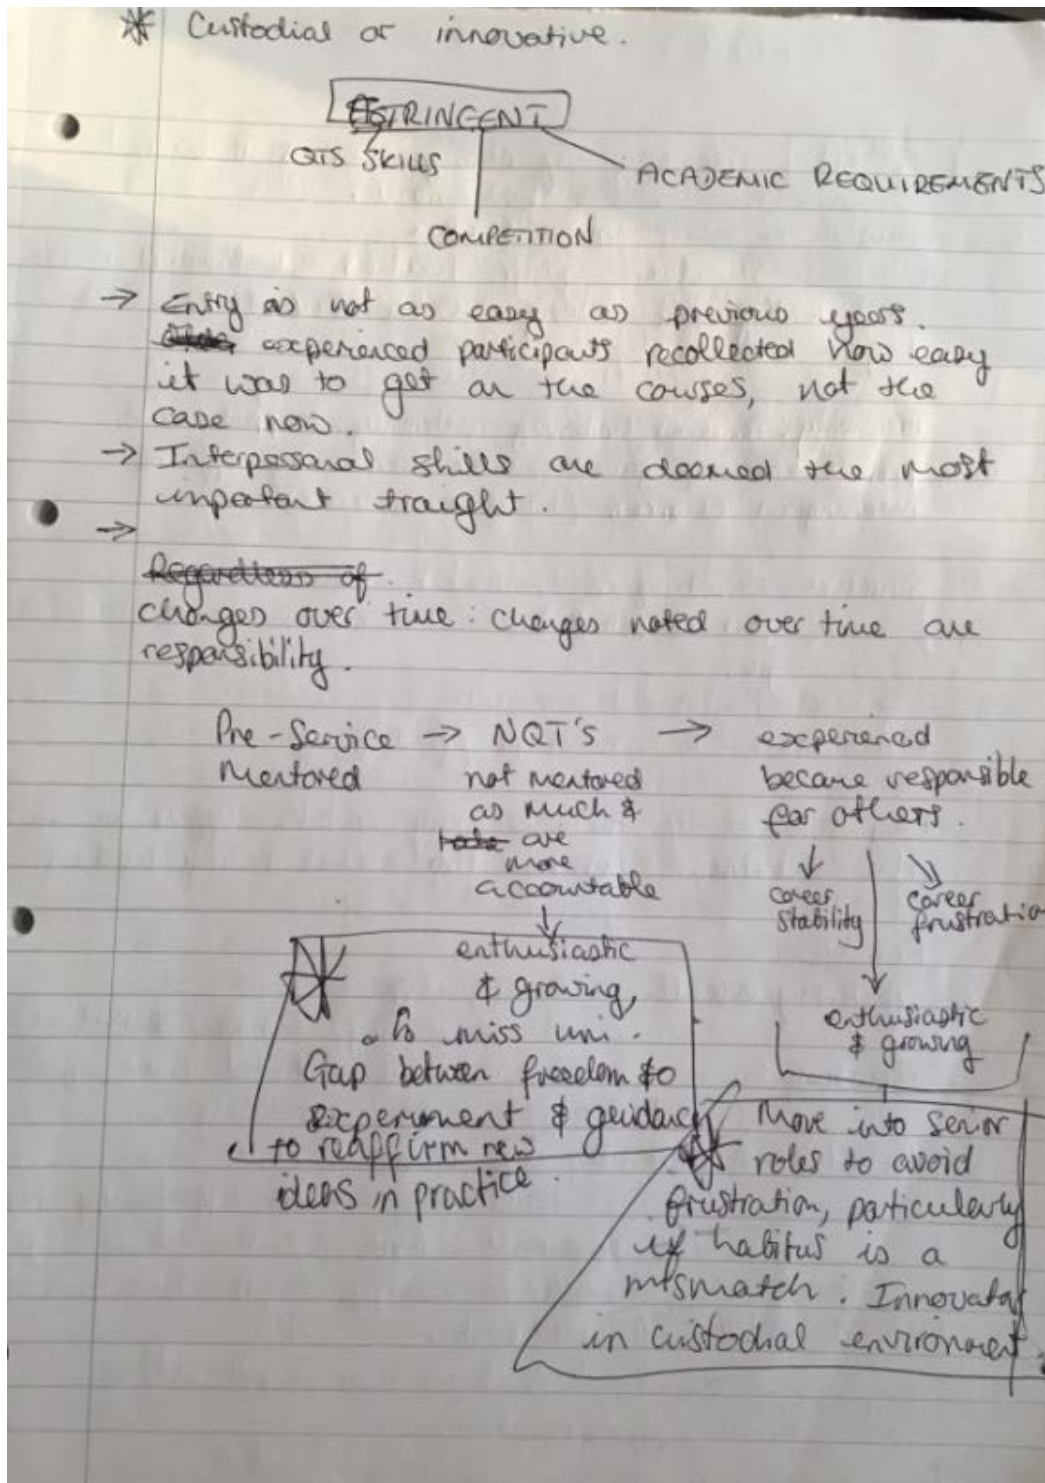 * Custodial or innovative.
STRINGENT
QTS SKILLS
ACADEMIC REQUIREMENTS
COMPETITION
→ Entry is not as easy as previous years.
experienced participants recollected how easy
it was to get on the courses, not the
case now.
→ Interpersonal skills are deemed the most
important traight.
→
Regardless of.
changes over time: changes noted over time are
responsibility.
Pre-Service → NQT's → experienced
Mentored
not mentored
as much &
are
more
accountable
became responsible
for others.
career
stability
career
frustration
enthusiastic
& growing,
miss uni.
Gap between freedom to
experiment & guidance
to reaffirm new
ideas in practice.
enthusiastic
& growing
Move into senior
roles to avoid
frustration, particularly
if habitus is a
mismatch. Innovator
in custodial environment.